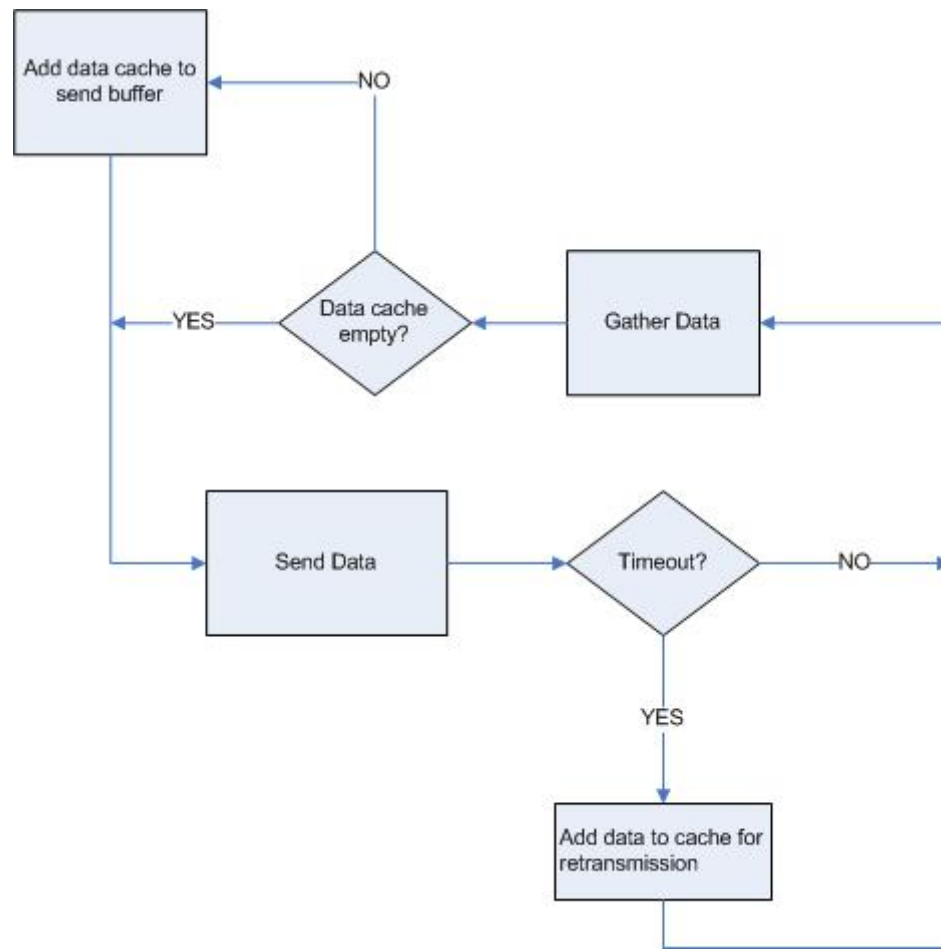 Add data cache to
send buffer
NO
Data cache
empty?
YES
Gather Data
Send Data
Timeout?
NO
YES
Add data to cache for
retransmission